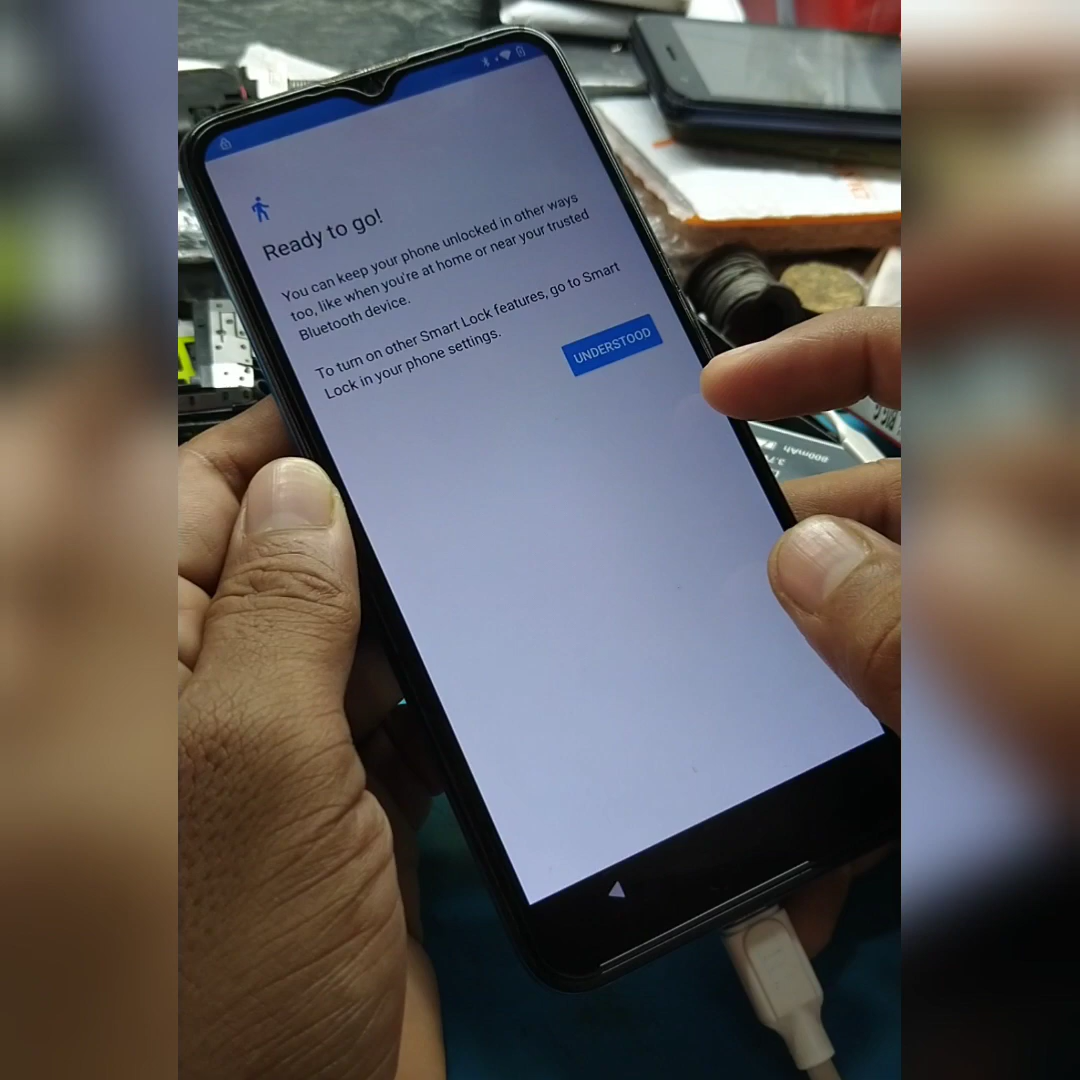 Ready to go!
You can keep your phone unlocked in other ways
too, like when you're at home or near your trusted
Bluetooth device.
To turn on other Smart Lock features, go to Smart
Lock in your phone settings.
UNDERSTOOD
800mAh